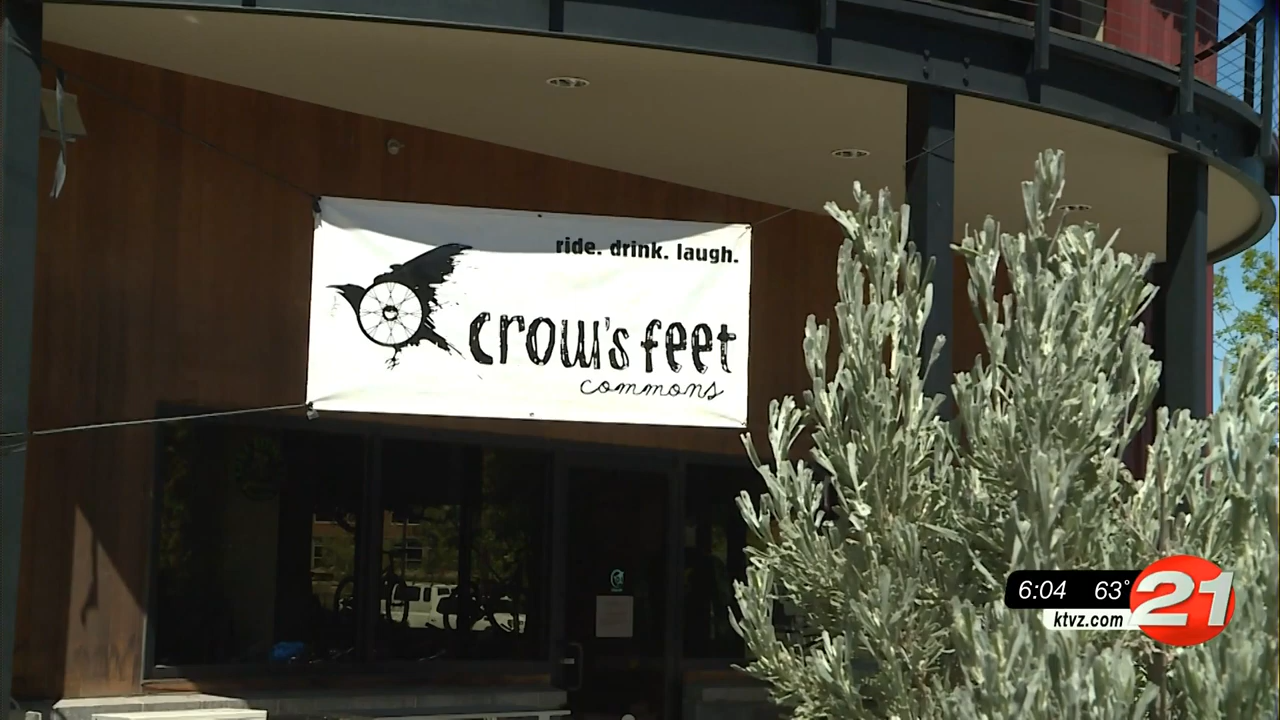 ride. drink. laugh.
crow's feet
commons
6:04 63°
21
ktvz.com